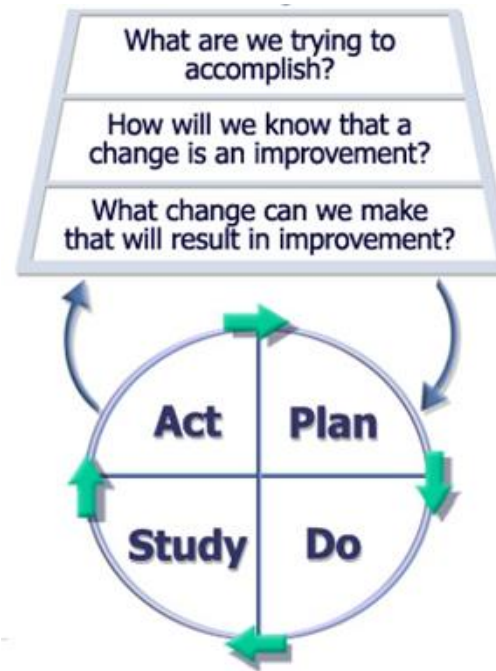 What are we trying to
accomplish?
How will we know that a
change is an improvement?
What change can we make
that will result in improvement?
Act
Plan
Study
Do